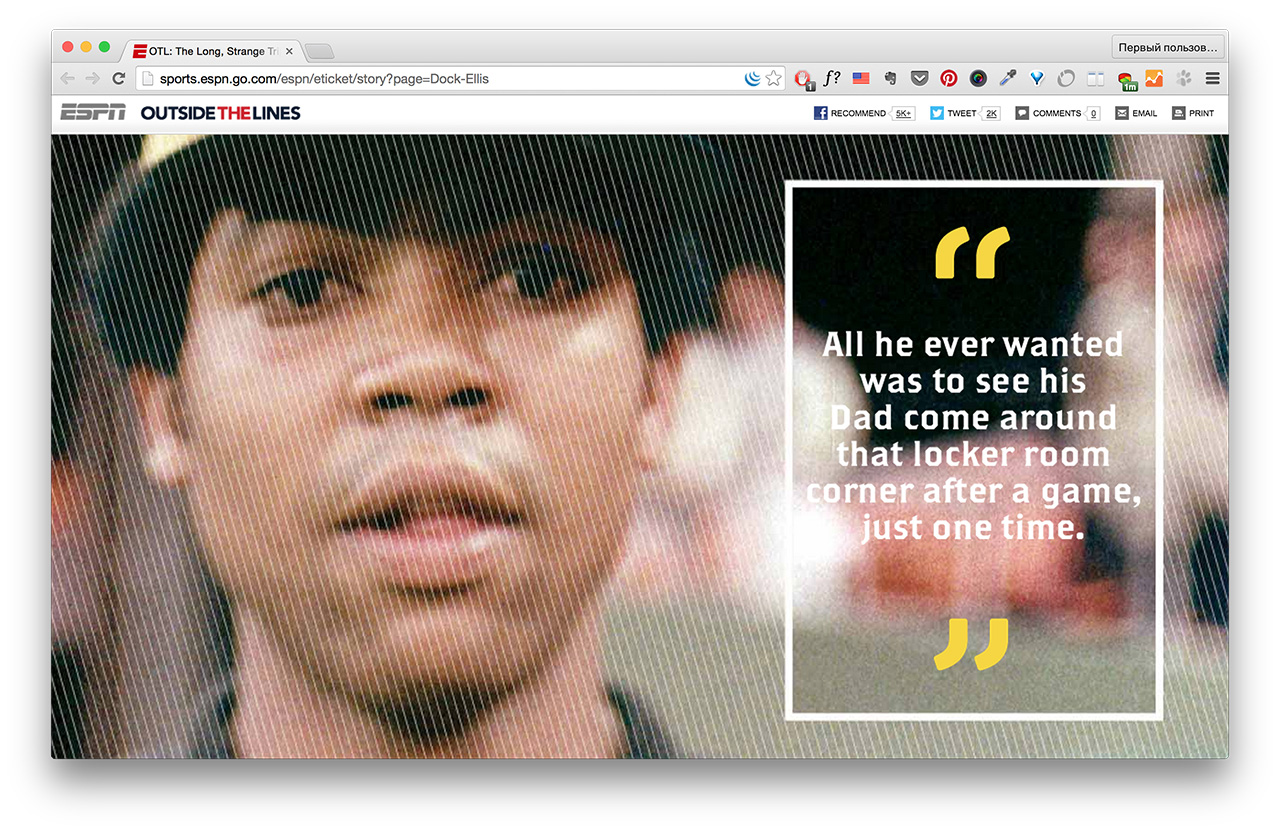 OTL: The Long, Strange Tri
Первый пользов…
sports.espn.go.com/espn/eticket/story?page=Dock-Ellis
f?
1
1m
ESPN OUTSIDE THE LINES
RECOMMEND 5K+ TWEET 2K COMMENTS 0 EMAIL PRINT
“
All he ever wanted
was to see his
Dad come around
that locker room
corner after a game,
just one time.
”